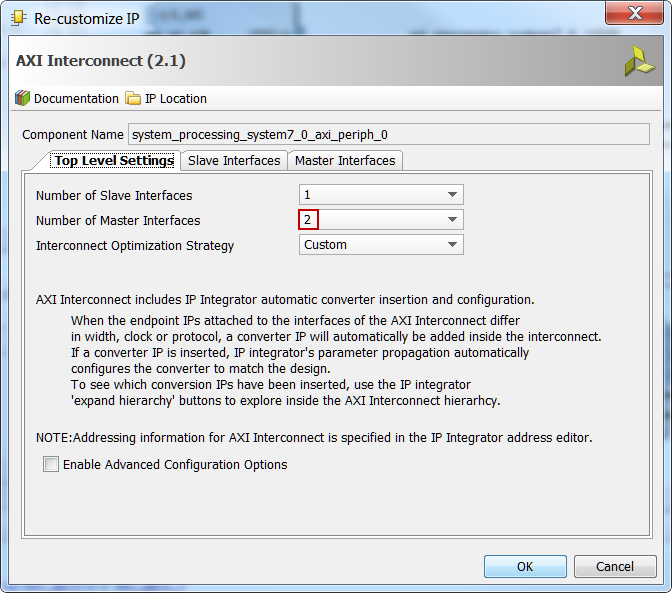 Re-customize IP
AXI Interconnect (2.1)
Documentation IP Location
Component Name system_processing_system7_0_axi_periph_0
Top Level Settings Slave Interfaces Master Interfaces
Number of Slave Interfaces 1
Number of Master Interfaces 2
Interconnect Optimization Strategy Custom
AXI Interconnect includes IP Integrator automatic converter insertion and configuration.
When the endpoint IPs attached to the interfaces of the AXI Interconnect differ
in width, clock or protocol, a converter IP will automatically be added inside the interconnect.
If a converter IP is inserted, IP integrator's parameter propagation automatically
configures the converter to match the design.
To see which conversion IPs have been inserted, use the IP integrator
'expand hierarchy' buttons to explore inside the AXI Interconnect hierarhcy.
NOTE:Addressing information for AXI Interconnect is specified in the IP Integrator address editor.
Enable Advanced Configuration Options
OK Cancel